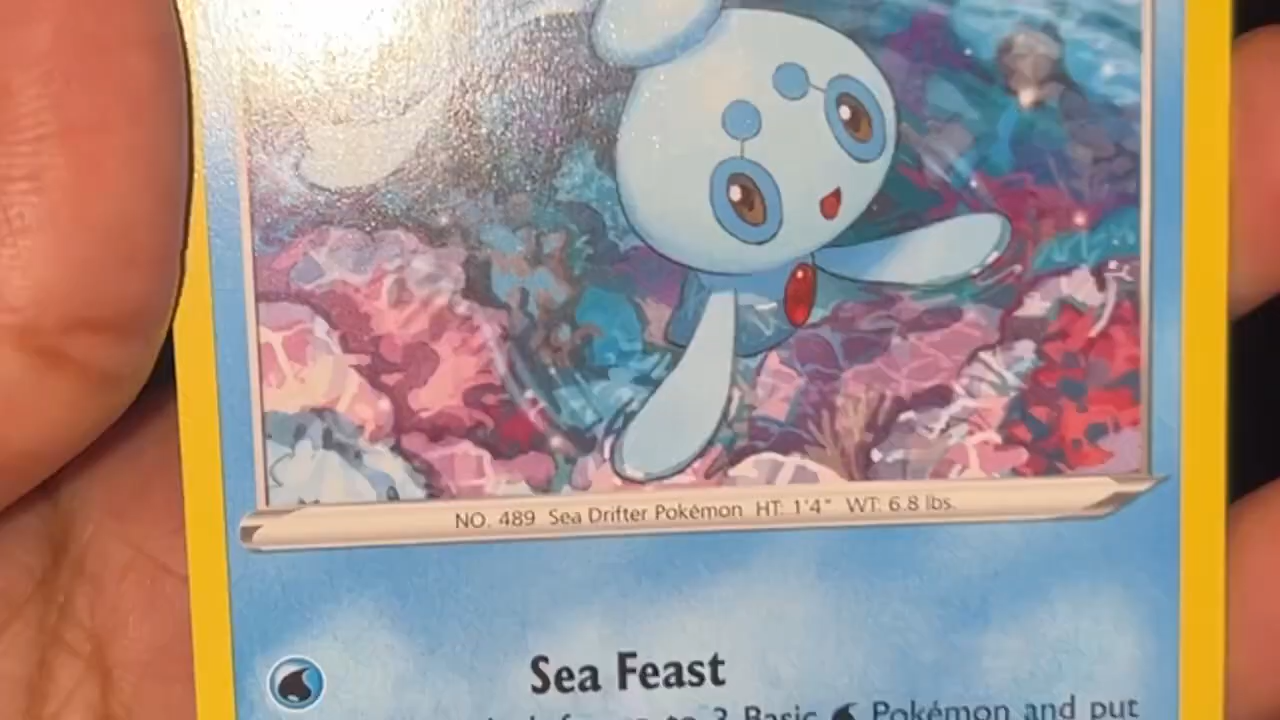 NO. 489 Sea Drifter Pokémon HT: 1'4" WT: 6.8 lbs.
Sea Feast
to 3 Basic Pokémon and put